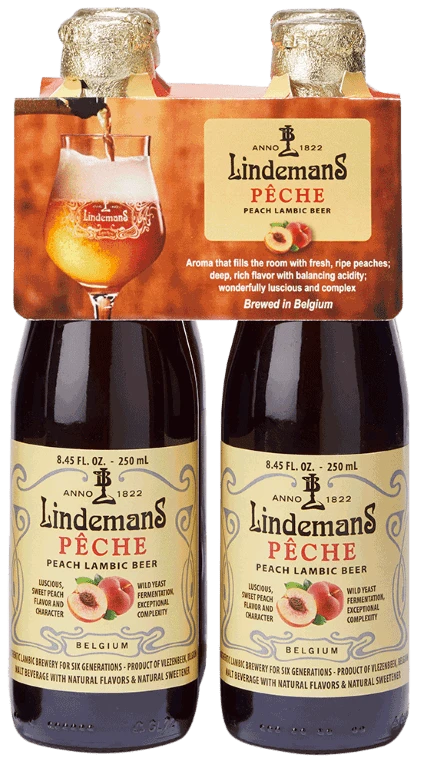 ANNO 1822
LindemanS
PÊCHE
PEACH LAMBIC BEER
Lindemans
Aroma that fills the room with fresh, ripe peaches;
deep, rich flavor with balancing acidity;
wonderfully luscious and complex
Brewed in Belgium
8.45 FL. OZ. - 250 mL
ANNO 1822
LindemanS
PÊCHE
PEACH LAMBIC BEER
LUSCIOUS,
SWEET PEACH
FLAVOR AND
CHARACTER
WILD YEAST
FERMENTATION,
EXCEPTIONAL
COMPLEXITY
BELGIUM
LAMBIC BREWERY FOR SIX GENERATIONS - PRODUCT OF VLEZENBEEK,
MALT BEVERAGE WITH NATURAL FLAVORS & NATURAL SWEETENER
8.45 FL. OZ. - 250 mL
ANNO 1822
LindemanS
PÊCHE
PEACH LAMBIC BEER
LUSCIOUS,
SWEET PEACH
FLAVOR AND
CHARACTER
WILD YEAST
FERMENTATION,
EXCEPTIONAL
COMPLEXITY
BELGIUM
LAMBIC BREWERY FOR SIX GENERATIONS - PRODUCT OF VLEZENBEEK,
MALT BEVERAGE WITH NATURAL FLAVORS & NATURAL SWEETENER